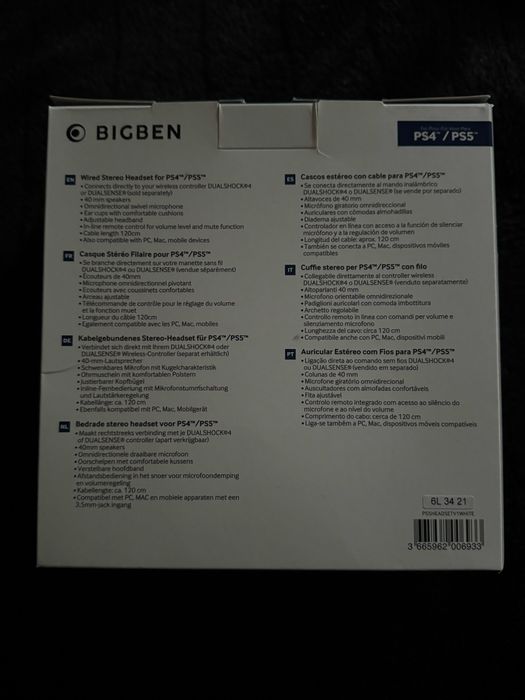 BIGBEN
PS4™/PS5™
EN
Wired Stereo Headset for PS4™/PS5™
• Connects directly to your wireless controller DUALSHOCK®4
or DUALSENSE® (sold separately)
• 40 mm speakers
• Omnidirectional swivel microphone
• Ear cups with comfortable cushions
• Adjustable headband
• In-line remote control for volume level and mute function
• Cable length 120cm
• Also compatible with PC, Mac, mobile devices
FR
Casque Stéréo Filaire pour PS4™/PS5™
• Se branche directement sur votre manette sans fil
DUALSHOCK®4 ou DUALSENSE® (vendue séparément)
• Écouteurs de 40mm
• Microphone omnidirectionnel pivotant
• Écouteurs avec coussinets confortables
• Arceau ajustable
• Télécommande de contrôle pour le réglage du volume
et la fonction muet
• Longueur du câble 120cm
• Egalement compatible avec les PC, Mac, mobiles
DE
Kabelgebundenes Stereo-Headset für PS4™/PS5™
• Verbindet sich direkt mit Ihrem DUALSHOCK®4 oder
DUALSENSE® Wireless-Controller (separat erhältlich)
• 40-mm-Lautsprecher
• Schwenkbares Mikrofon mit Kugelcharakteristik
• Ohrmuscheln mit komfortablen Polstern
• Justierbarer Kopfbügel
• Inline-Fernbedienung mit Mikrofonstummschaltung
und Lautstärkeregelung
• Kabellänge: ca. 120 cm
• Ebenfalls kompatibel mit PC, Mac, Mobilgerät
NL
Bedrade stereo headset voor PS4™/PS5™
• Maakt rechtstreeks verbinding met je DUALSHOCK®4
of DUALSENSE® controller (apart verkrijgbaar)
• 40mm speakers
• Omnidirectionele draaibare microfoon
• Oorschelpen met comfortabele kussens
• Verstelbare hoofdband
• Afstandsbediening in het snoer voor microfoondemping
en volumeregeling
• Kabellengte: ca. 120 cm
• Compatibel met PC, MAC en mobiele apparaten met een
3,5mm-jack ingang
ES
Cascos estéreo con cable para PS4™/PS5™
• Se conecta directamente al mando inalámbrico
DUALSHOCK®4 o DUALSENSE® (se vende por separado)
• Altavoces de 40 mm
• Micrófono giratorio omnidireccional
• Auriculares con cómodas almohadillas
• Diadema ajustable
• Controlador en línea con acceso a la función de silenciar
micrófono y a la regulación de volumen
• Longitud del cable: aprox. 120 cm
• También se conecta a PC, Mac, dispositivos móviles
compatibles
IT
Cuffie stereo per PS4™/PS5™ con filo
• Collegabile direttamente al comando wireless
DUALSHOCK®4 o DUALSENSE® (venduto separatamente)
• Altoparlanti 40 mm
• Microfono orientabile omnidirezionale
• Padiglioni auricolari con comoda imbottitura
• Archetto regolabile
• Controllo remoto in linea con comandi per volume e
silenziamento microfono
• Lunghezza del cavo: circa 120 cm
• Compatibile anche con PC, Mac, dispositivi mobili
PT
Auricular Estéreo com Fios para PS4™/PS5™
• Ligação direta ao comando sem fios DUALSHOCK®4
ou DUALSENSE® (vendido em separado)
• Colunas de 40 mm
• Microfone giratório omnidirecional
• Auscultadores com almofadas confortáveis
• Fita ajustável
• Controlo remoto integrado com acesso ao silêncio do
microfone e ao nível do volume
• Comprimento do cabo: cerca de 120 cm
• Liga-se também a PC, Mac, dispositivos móveis compatíveis
6L 34 21
PS5HEADSETV1WHITE
3 665962 006933